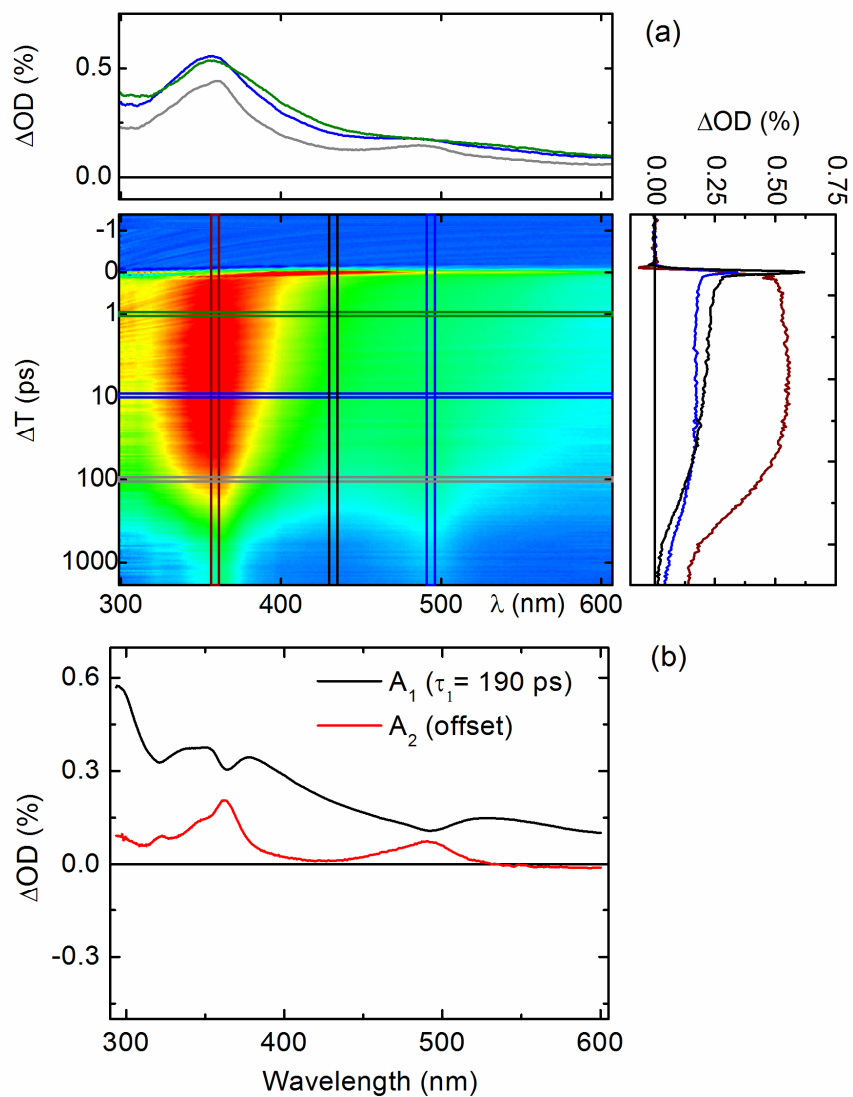 (a)
ΔOD (%)
0.5
0.0
ΔOD (%)
0.00
0.25
0.50
0.75
ΔT (ps)
-1
0
1
10
100
1000
300
400
500
600
λ (nm)
(b)
ΔOD (%)
0.6
0.3
0.0
-0.3
A₁ (τ₁= 190 ps)
A₂ (offset)
300
400
500
600
Wavelength (nm)